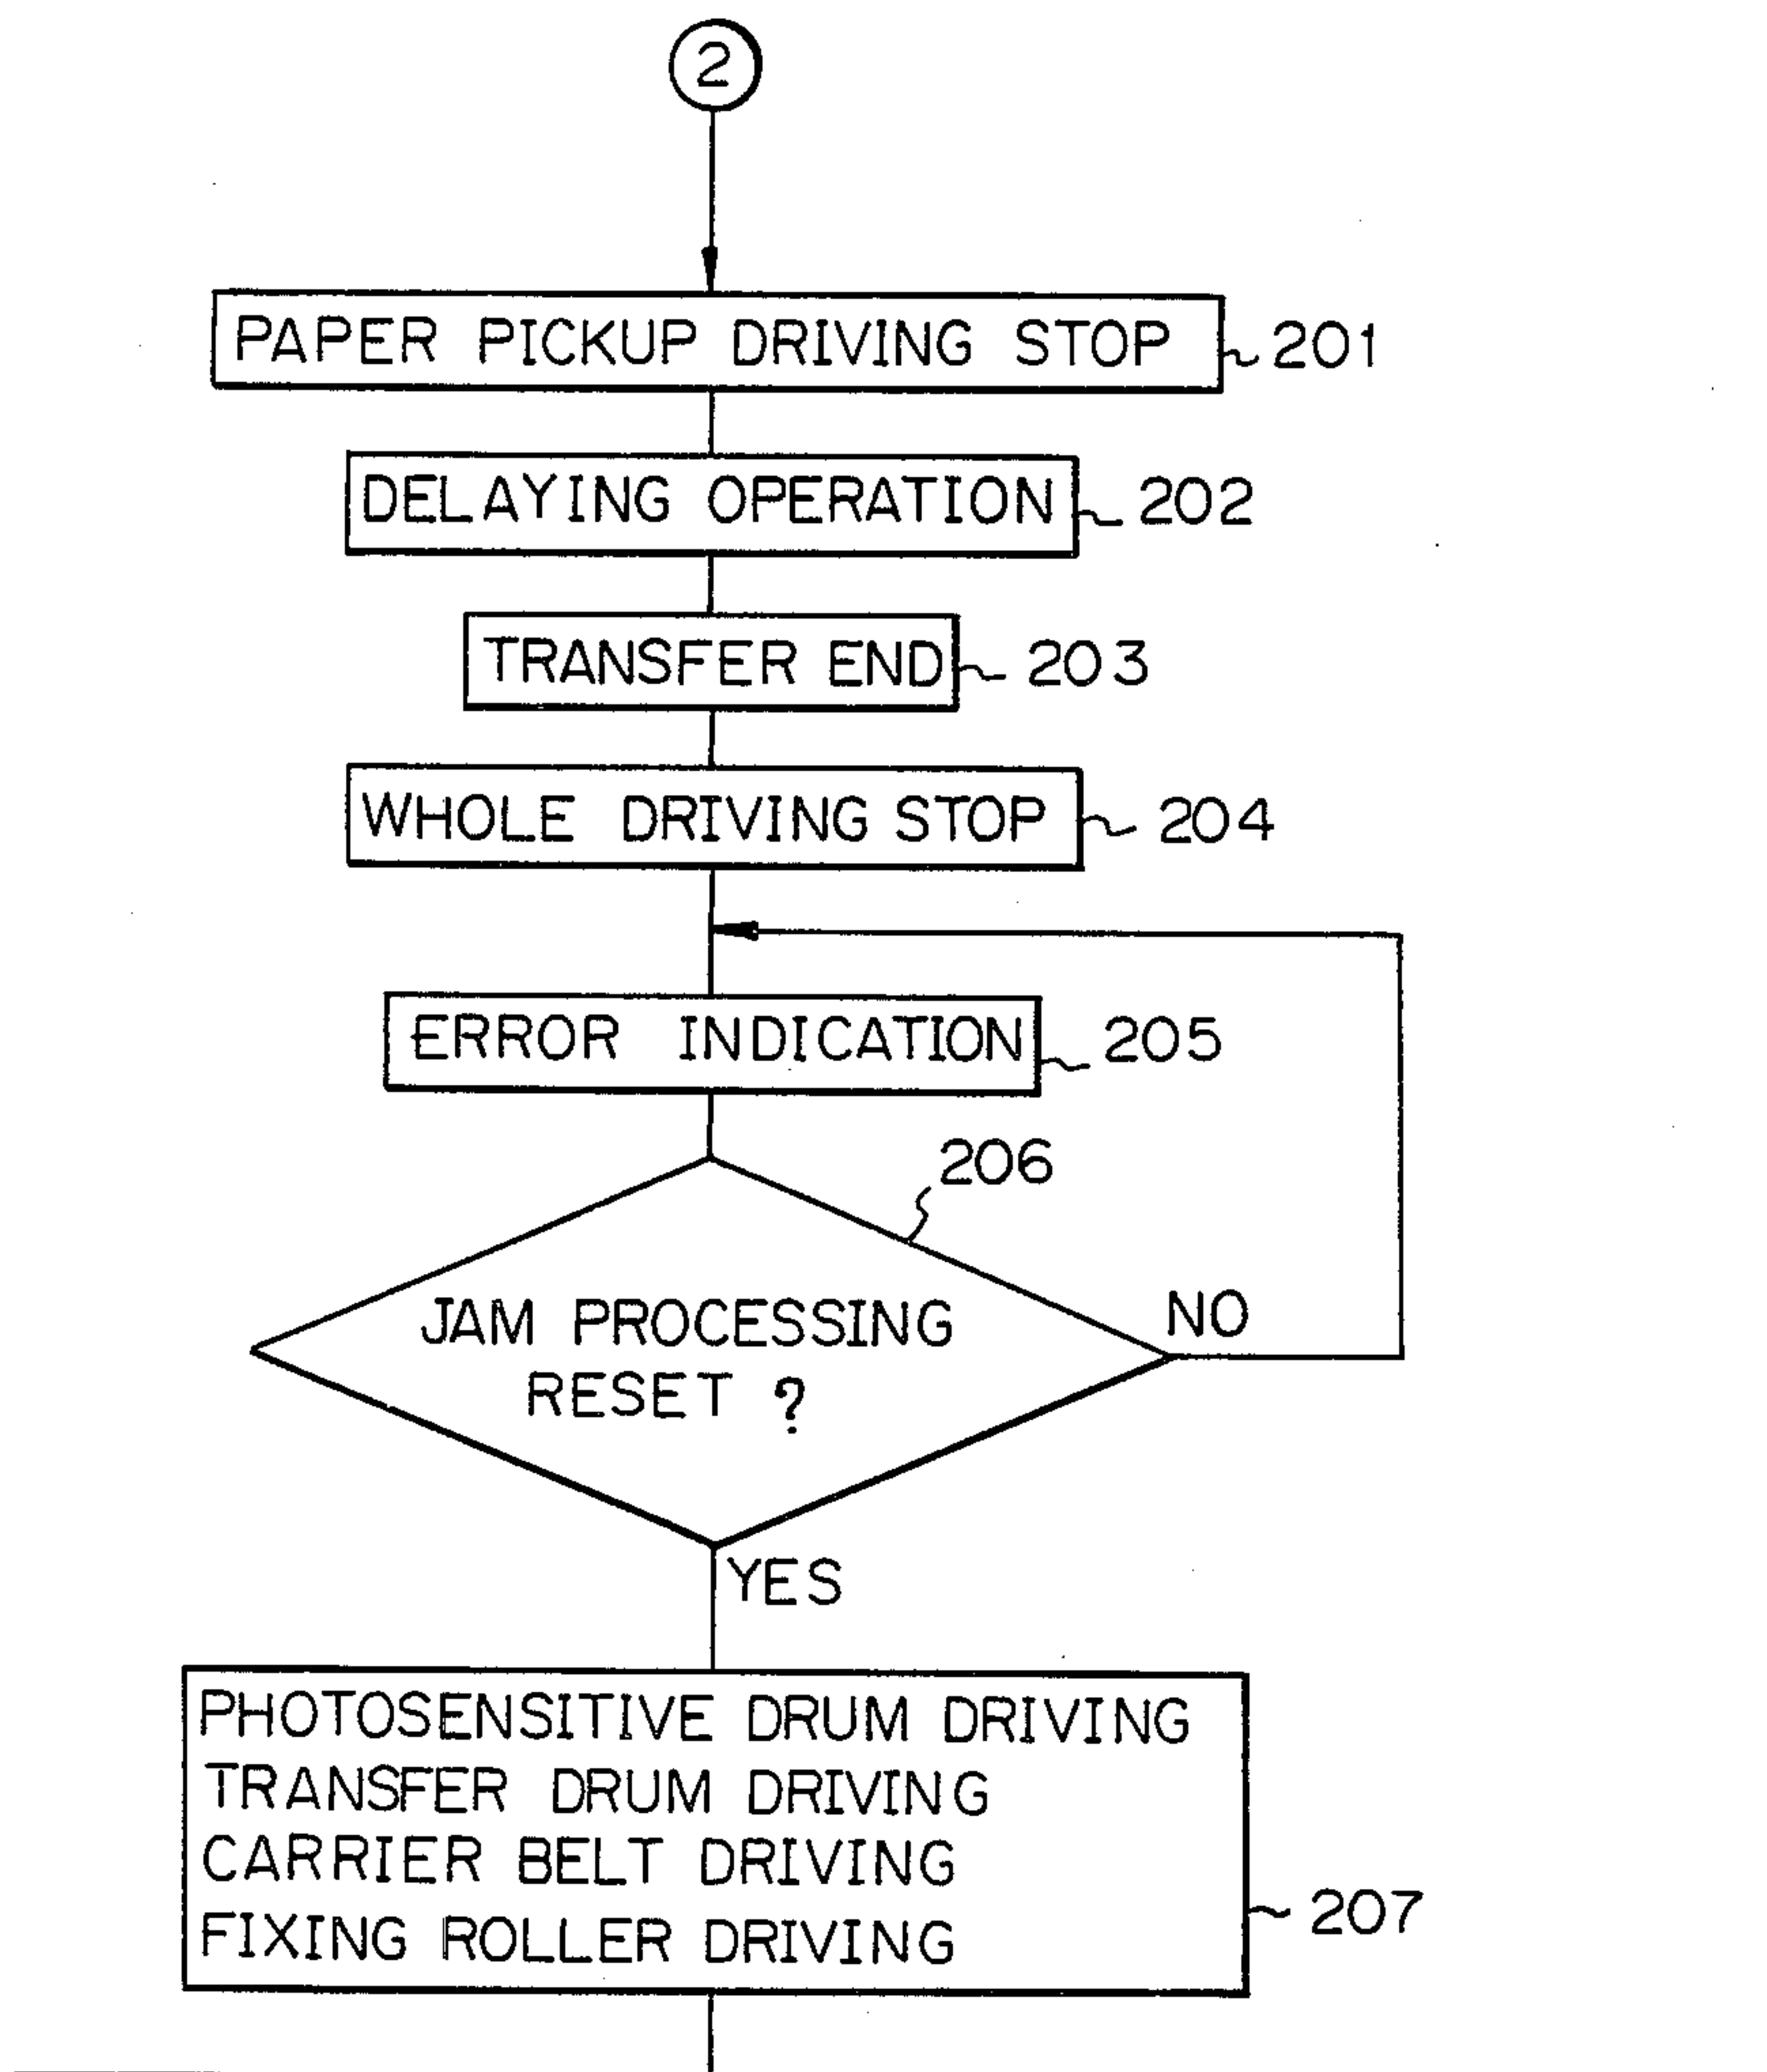 2
PAPER PICKUP DRIVING STOP 201
DELAYING OPERATION 202
TRANSFER END 203
WHOLE DRIVING STOP 204
ERROR INDICATION 205
206
JAM PROCESSING
RESET ?
NO
YES
PHOTOSENSITIVE DRUM DRIVING
TRANSFER DRUM DRIVING
CARRIER BELT DRIVING
FIXING ROLLER DRIVING
207